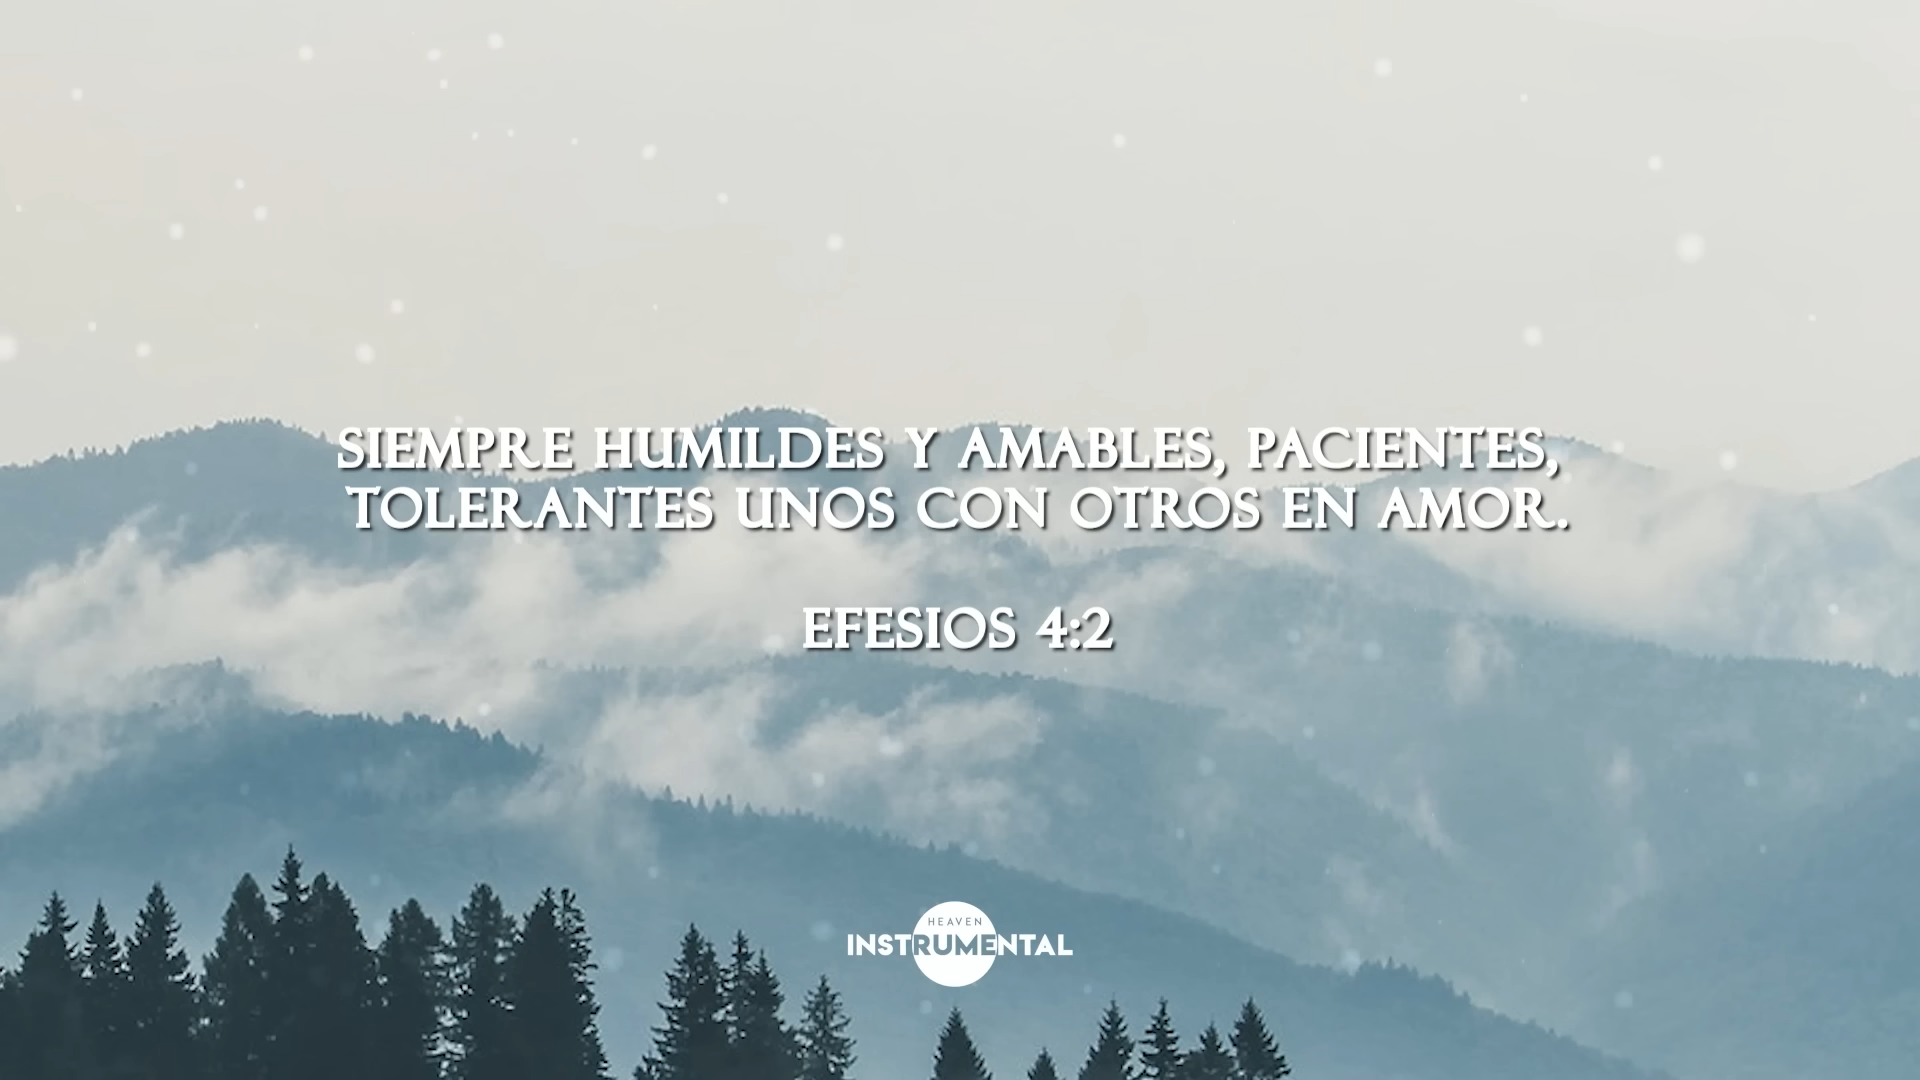 SIEMPRE HUMILDES Y AMABLES, PACIENTES,
TOLERANTES UNOS CON OTROS EN AMOR.
EFESIOS 4:2
HEAVEN
INSTRUMENTAL